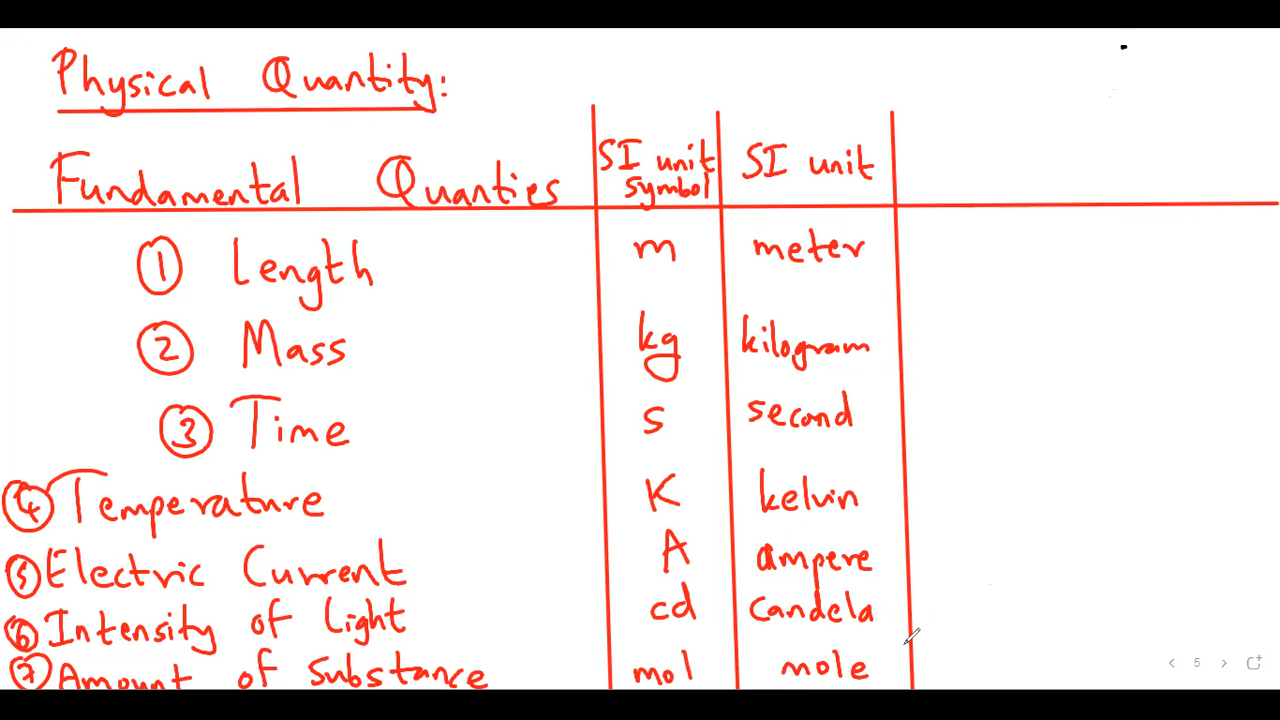 Physical Quantity:
Fundamental Quanties SI unit symbol SI unit
1 Length m meter
2 Mass kg kilogram
3 Time s second
4 Temperature K kelvin
5 Electric Current A ampere
6 Intensity of Light cd Candela
7 Amount of Substance mol mole
5